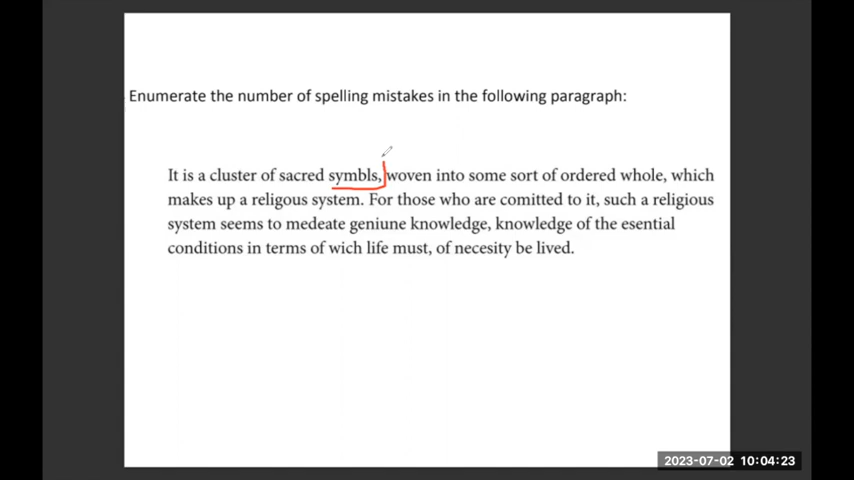 Enumerate the number of spelling mistakes in the following paragraph:
It is a cluster of sacred symbls, woven into some sort of ordered whole, which
makes up a religous system. For those who are comitted to it, such a religious
system seems to medeate geniune knowledge, knowledge of the esential
conditions in terms of wich life must, of necesity be lived.
2023-07-02 10:04:23